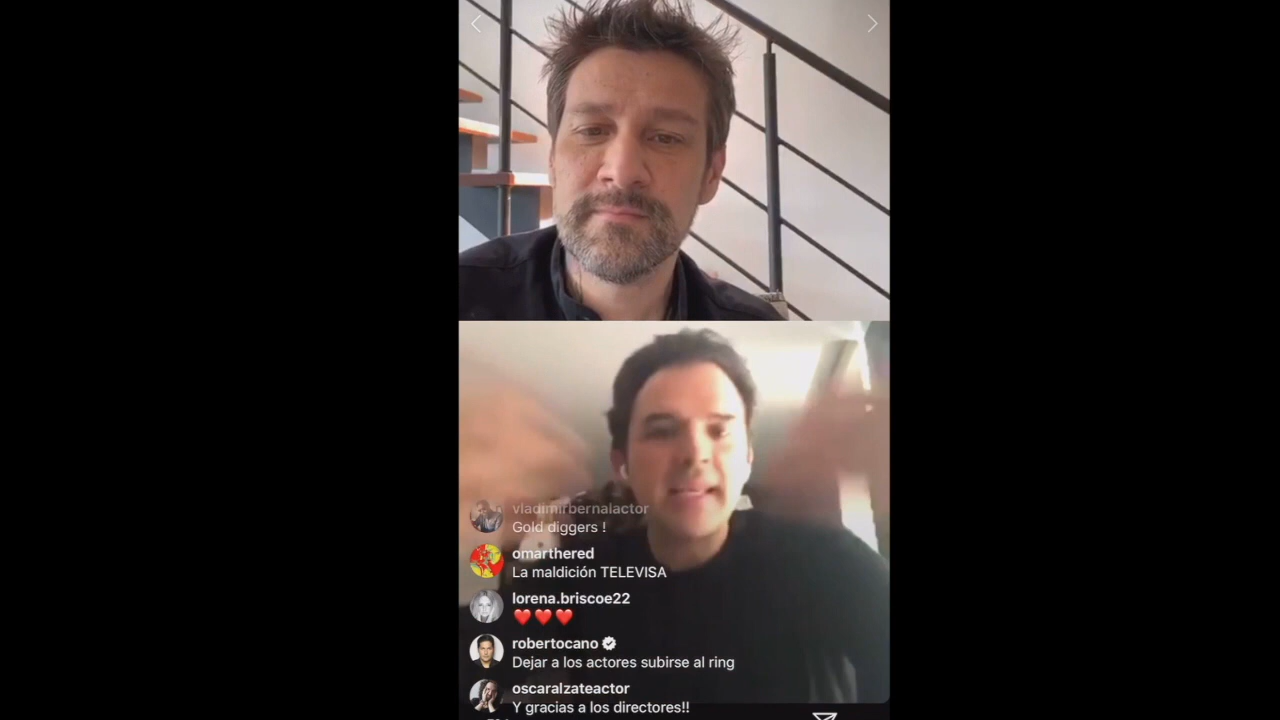 vladimirbernalactor
Gold diggers !
omarthered
La maldición TELEVISA
lorena.briscoe22
❤️❤️❤️
robertocano
Dejar a los actores subirse al ring
oscaralzateactor
Y gracias a los directores!!